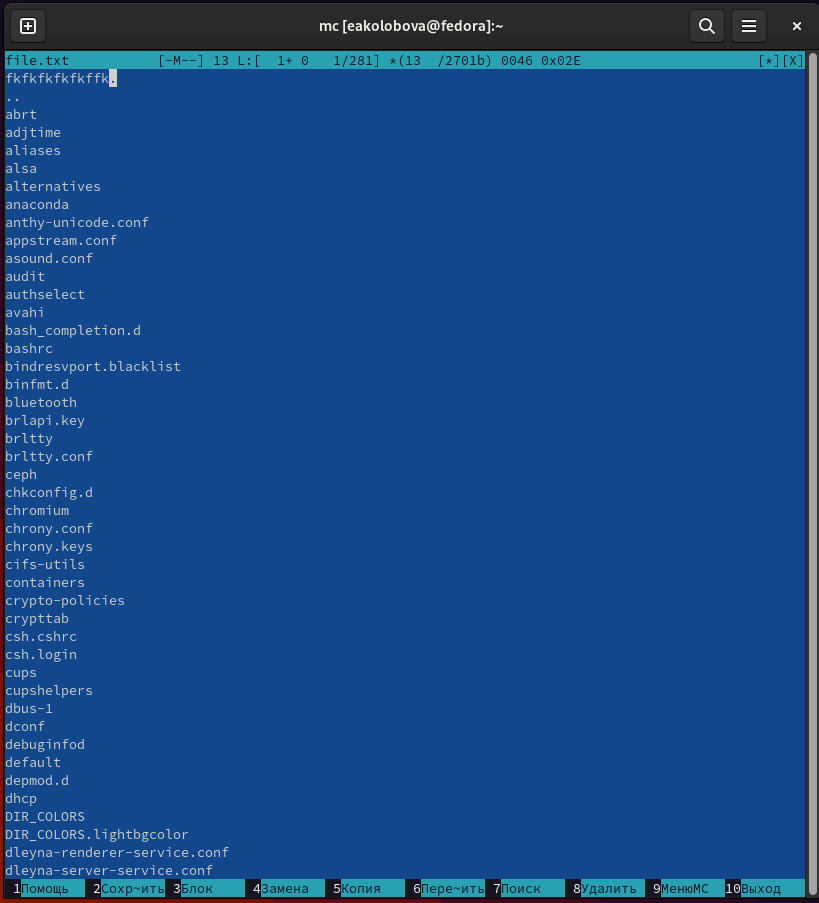 mc [eakolobova@fedora]:~
file.txt [-M--] 13 L:[ 1+ 0 1/281] *(13 /2701b) 0046 0x02E [*][X]
fkfkfkfkfkffk.
..
abrt
adjtime
aliases
alsa
alternatives
anaconda
anthy-unicode.conf
appstream.conf
asound.conf
audit
authselect
avahi
bash_completion.d
bashrc
bindresvport.blacklist
binfmt.d
bluetooth
brlapi.key
brltty
brltty.conf
ceph
chkconfig.d
chromium
chrony.conf
chrony.keys
cifs-utils
containers
crypto-policies
crypttab
csh.cshrc
csh.login
cups
cupshelpers
dbus-1
dconf
debuginfod
default
depmod.d
dhcp
DIR_COLORS
DIR_COLORS.lightbgcolor
dleyna-renderer-service.conf
dleyna-server-service.conf
1Помощь 2Сохр~ить 3Блок 4Замена 5Копия 6Пере~ить 7Поиск 8Удалить 9МенюMC 10Выход